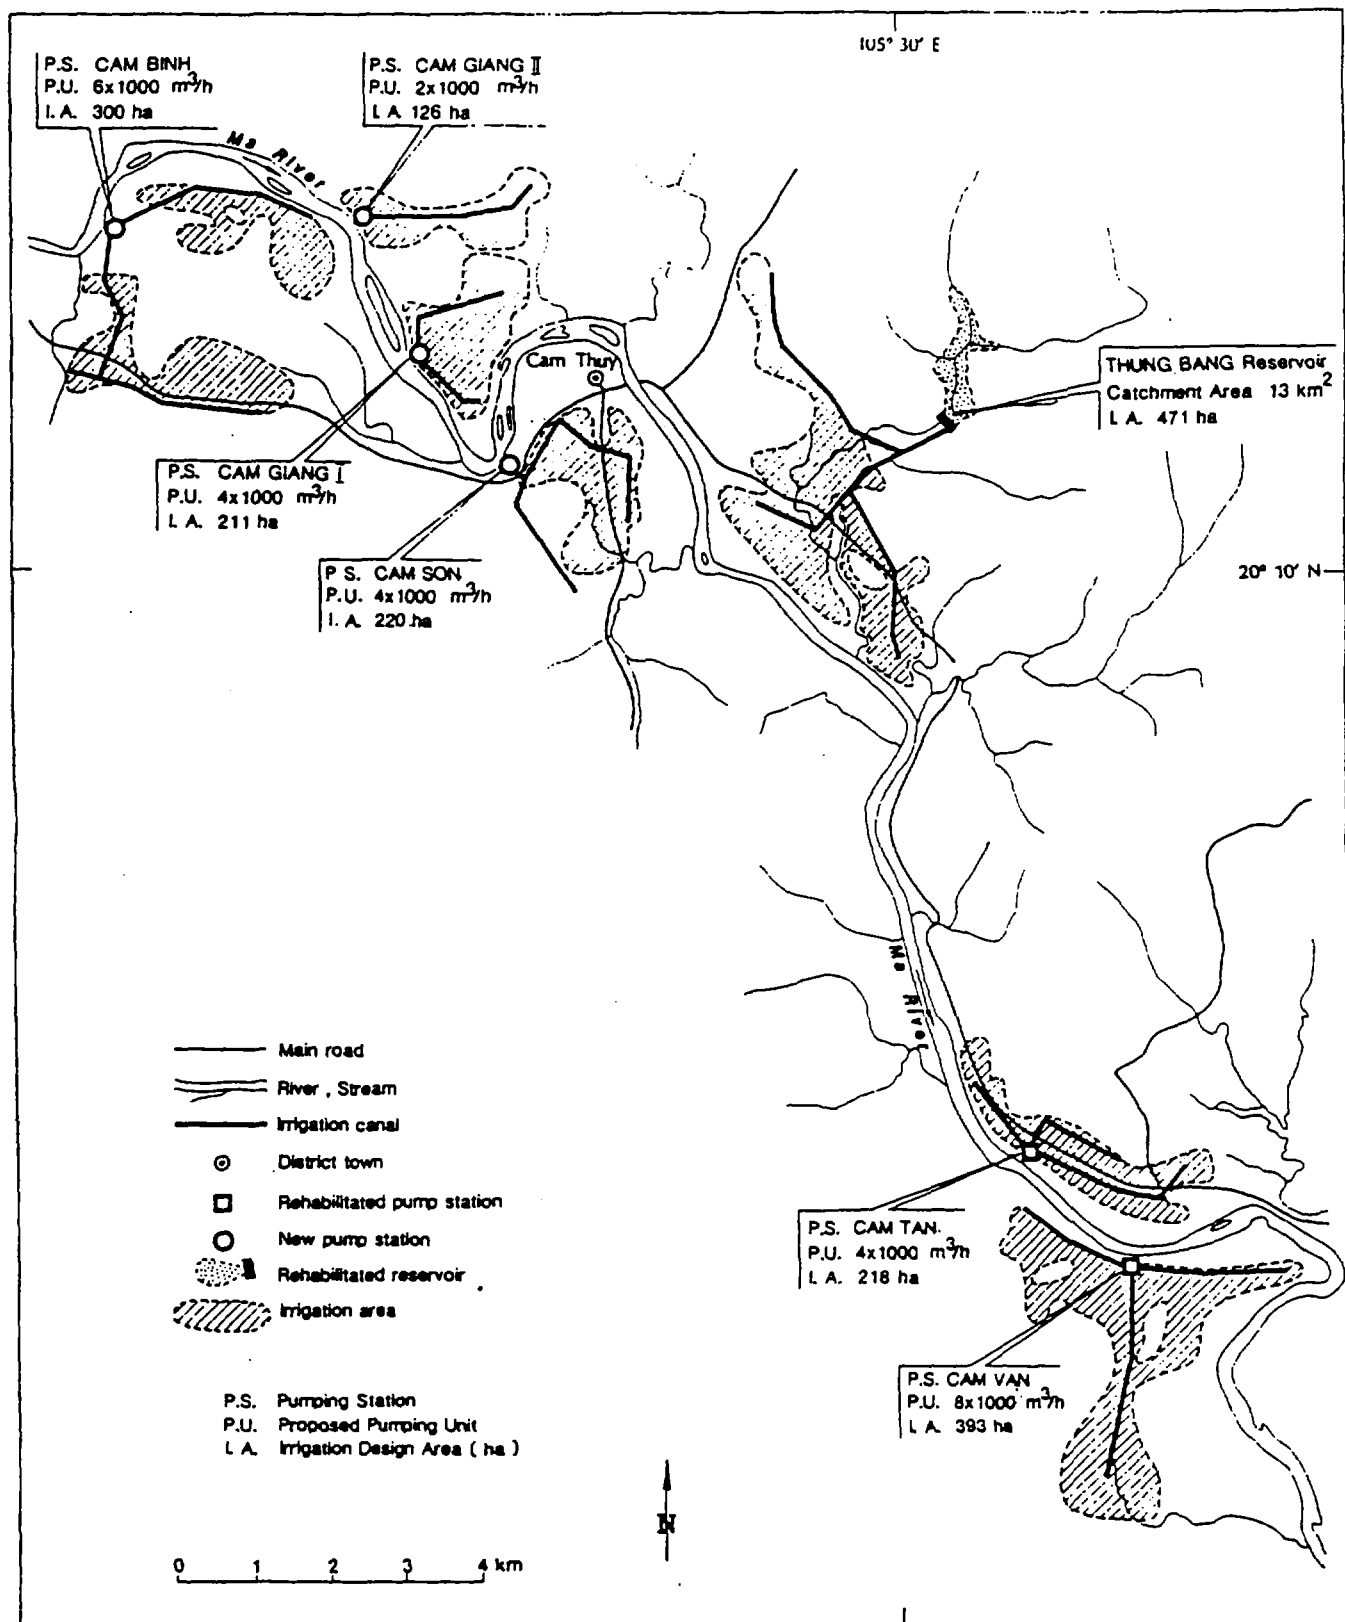 105° 30' E
P.S. CAM BINH
P.U. 6x1000 m³/h
I.A. 300 ha
P.S. CAM GIANG II
P.U. 2x1000 m³/h
I.A 126 ha
Ma River
Cam Thuy
THUNG BANG Reservoir
Catchment Area 13 km²
I.A. 471 ha
P.S. CAM GIANG I
P.U. 4x1000 m³/h
I.A. 211 ha
P.S. CAM SON
P.U. 4x1000 m³/h
I.A. 220 ha
20° 10' N
Ma River
Main road
River, Stream
Irrigation canal
District town
Rehabilitated pump station
New pump station
Rehabilitated reservoir
Irrigation area
P.S. CAM TAN
P.U. 4x1000 m³/h
I.A. 218 ha
P.S. CAM VAN
P.U. 8x1000 m³/h
I.A. 393 ha
P.S. Pumping Station
P.U. Proposed Pumping Unit
I.A. Irrigation Design Area (ha)
N
0 1 2 3 4 km